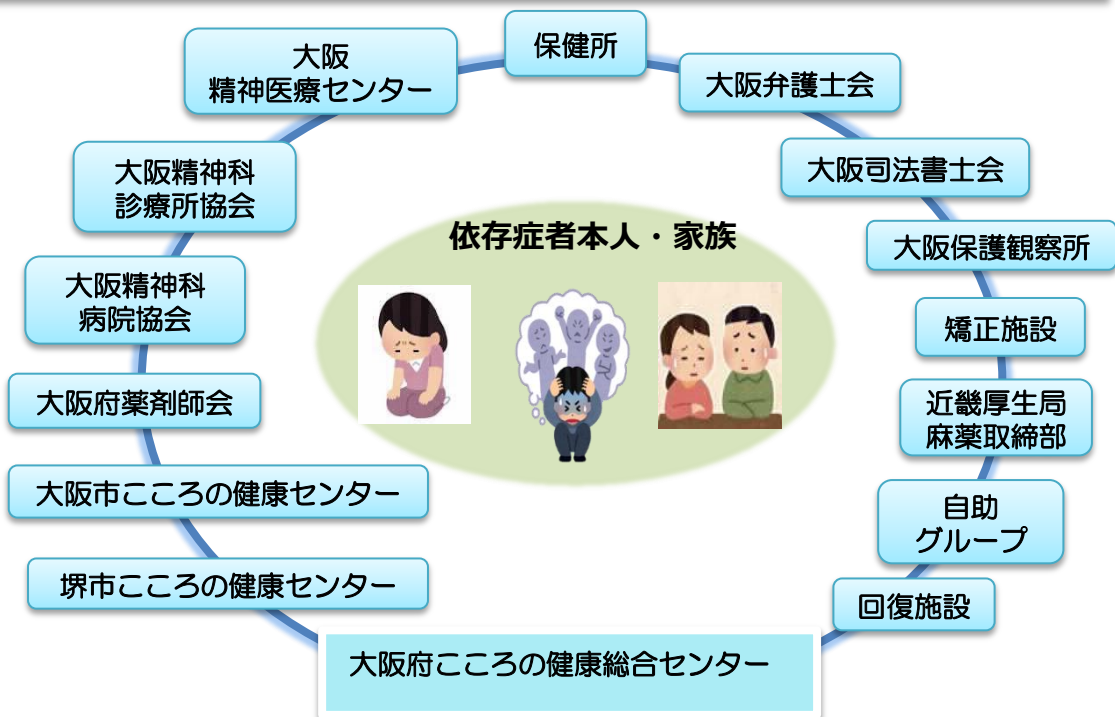 保健所
大阪
精神医療センター
大阪弁護士会
大阪精神科
診療所協会
大阪司法書士会
依存症者本人・家族
大阪保護観察所
大阪精神科
病院協会
矯正施設
大阪府薬剤師会
近畿厚生局
麻薬取締部
大阪市こころの健康センター
自助
グループ
堺市こころの健康センター
回復施設
大阪府こころの健康総合センター